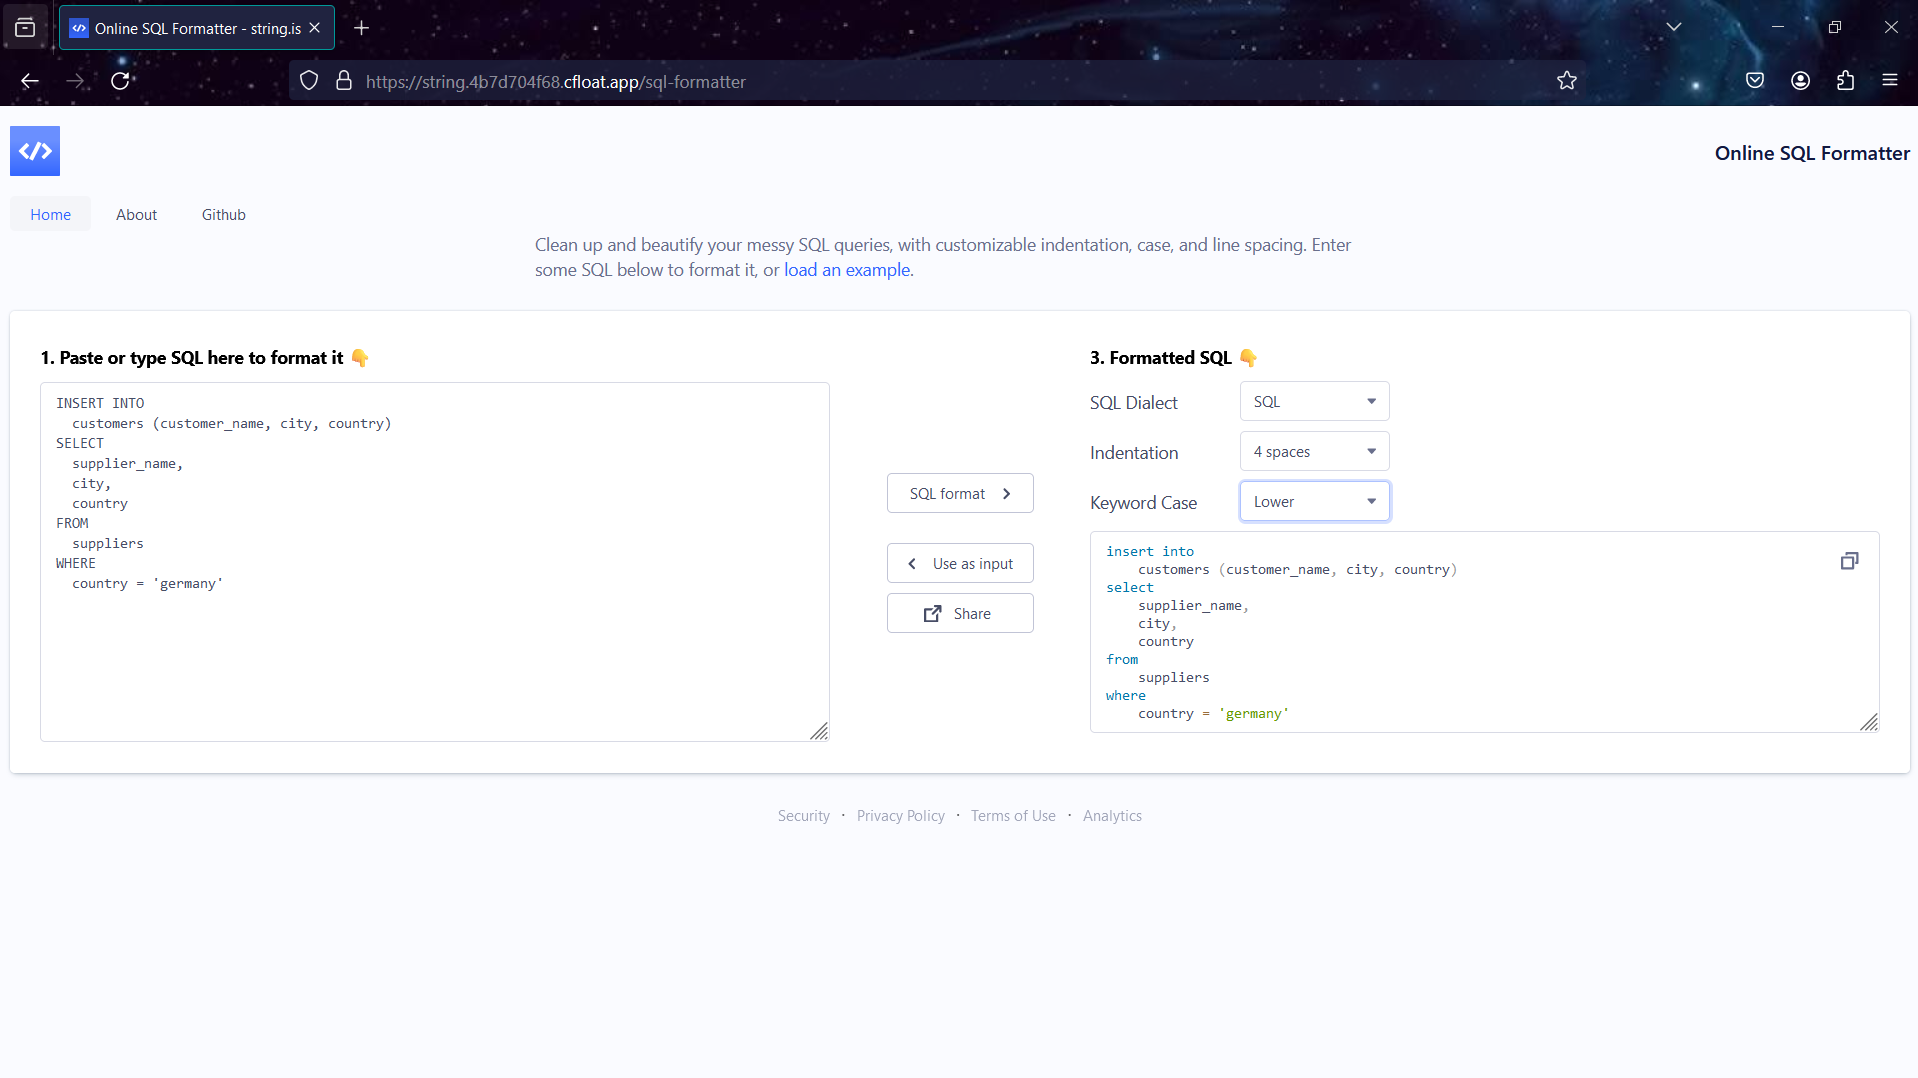 Online SQL Formatter - string.is
https://string.4b7d704f68.cfloat.app/sql-formatter
Online SQL Formatter
Home
About
Github
Clean up and beautify your messy SQL queries, with customizable indentation, case, and line spacing. Enter
some SQL below to format it, or load an example.
1. Paste or type SQL here to format it 👇
INSERT INTO
  customers (customer_name, city, country)
SELECT
  supplier_name,
  city,
  country
FROM
  suppliers
WHERE
  country = 'germany'
SQL format
Use as input
Share
3. Formatted SQL 👇
SQL Dialect
SQL
Indentation
4 spaces
Keyword Case
Lower
insert into
    customers (customer_name, city, country)
select
    supplier_name,
    city,
    country
from
    suppliers
where
    country = 'germany'
Security · Privacy Policy · Terms of Use · Analytics